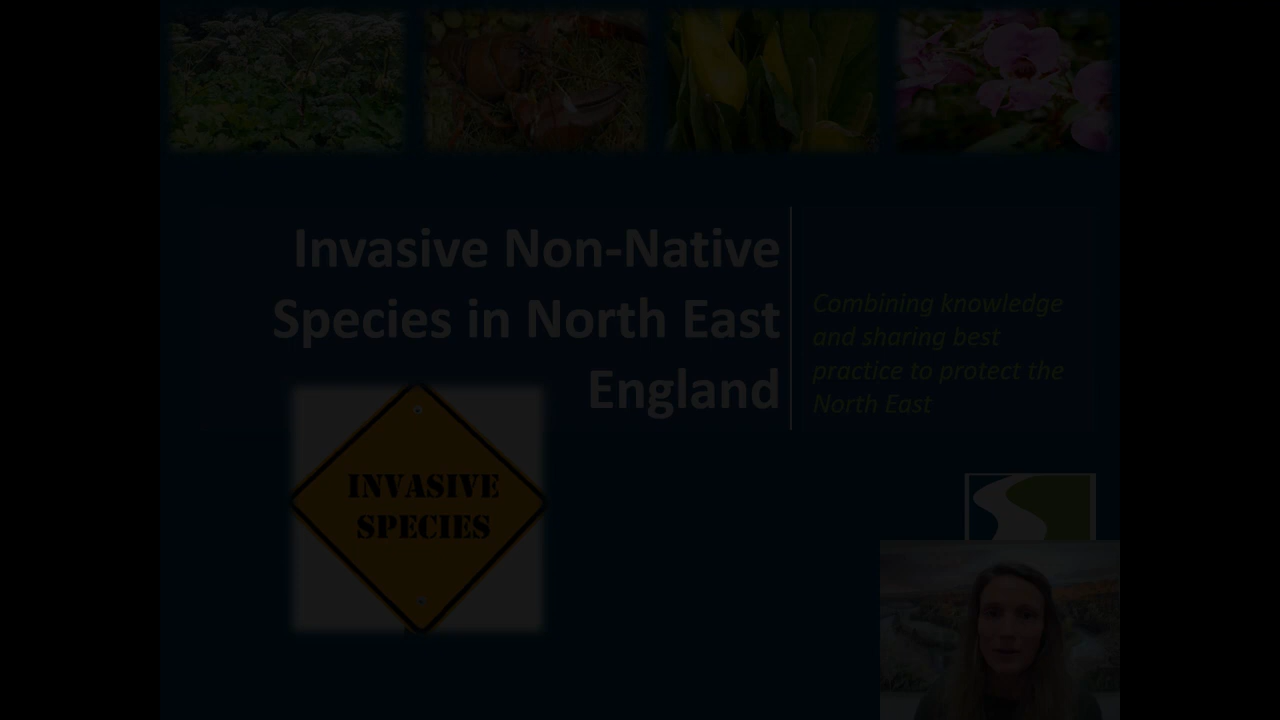 Invasive Non-Native
Species in North East
England
Combining knowledge
and sharing best
practice to protect the
North East
INVASIVE
SPECIES